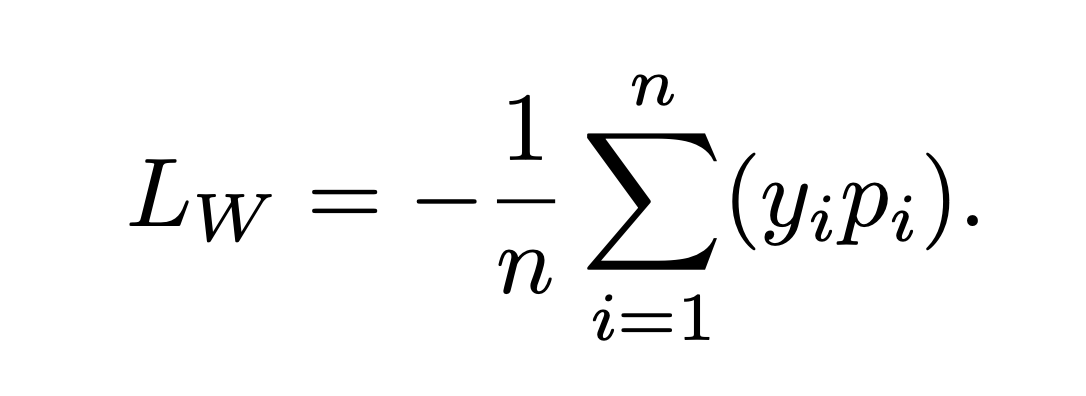 L_W = -\frac{1}{n} \sum_{i=1}^{n} (y_i p_i).